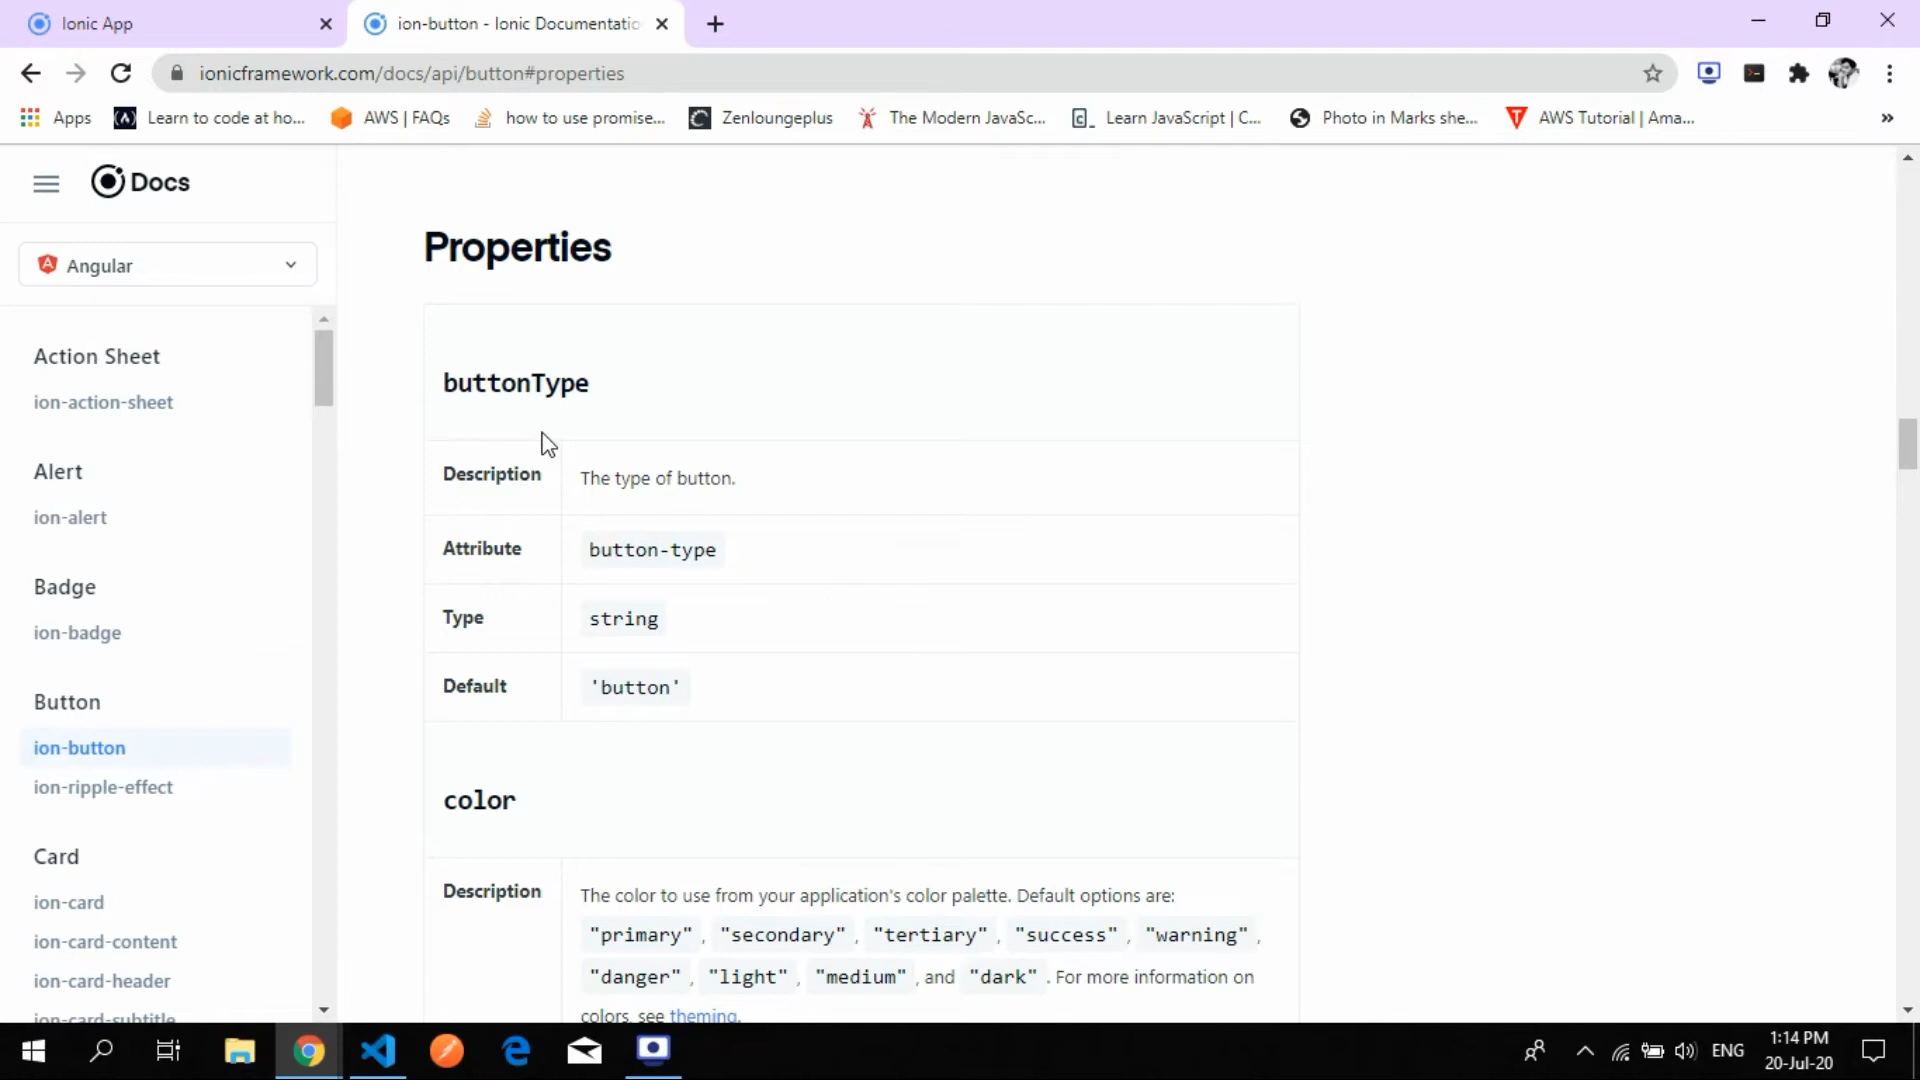 Ionic App
ion-button - Ionic Documentatio
ionicframework.com/docs/api/button#properties
Apps
Learn to code at ho...
AWS | FAQs
how to use promise...
Zenloungeplus
The Modern JavaSc...
Learn JavaScript | C...
Photo in Marks she...
AWS Tutorial | Ama...
»
Docs
Angular
Action Sheet
ion-action-sheet
Alert
ion-alert
Badge
ion-badge
Button
ion-button
ion-ripple-effect
Card
ion-card
ion-card-content
ion-card-header
ion-card-subtitle
Properties
buttonType
Description The type of button.
Attribute button-type
Type string
Default 'button'
color
Description The color to use from your application's color palette. Default options are:
"primary", "secondary", "tertiary", "success", "warning",
"danger", "light", "medium", and "dark". For more information on
colors, see theming.
ENG
1:14 PM
20-Jul-20